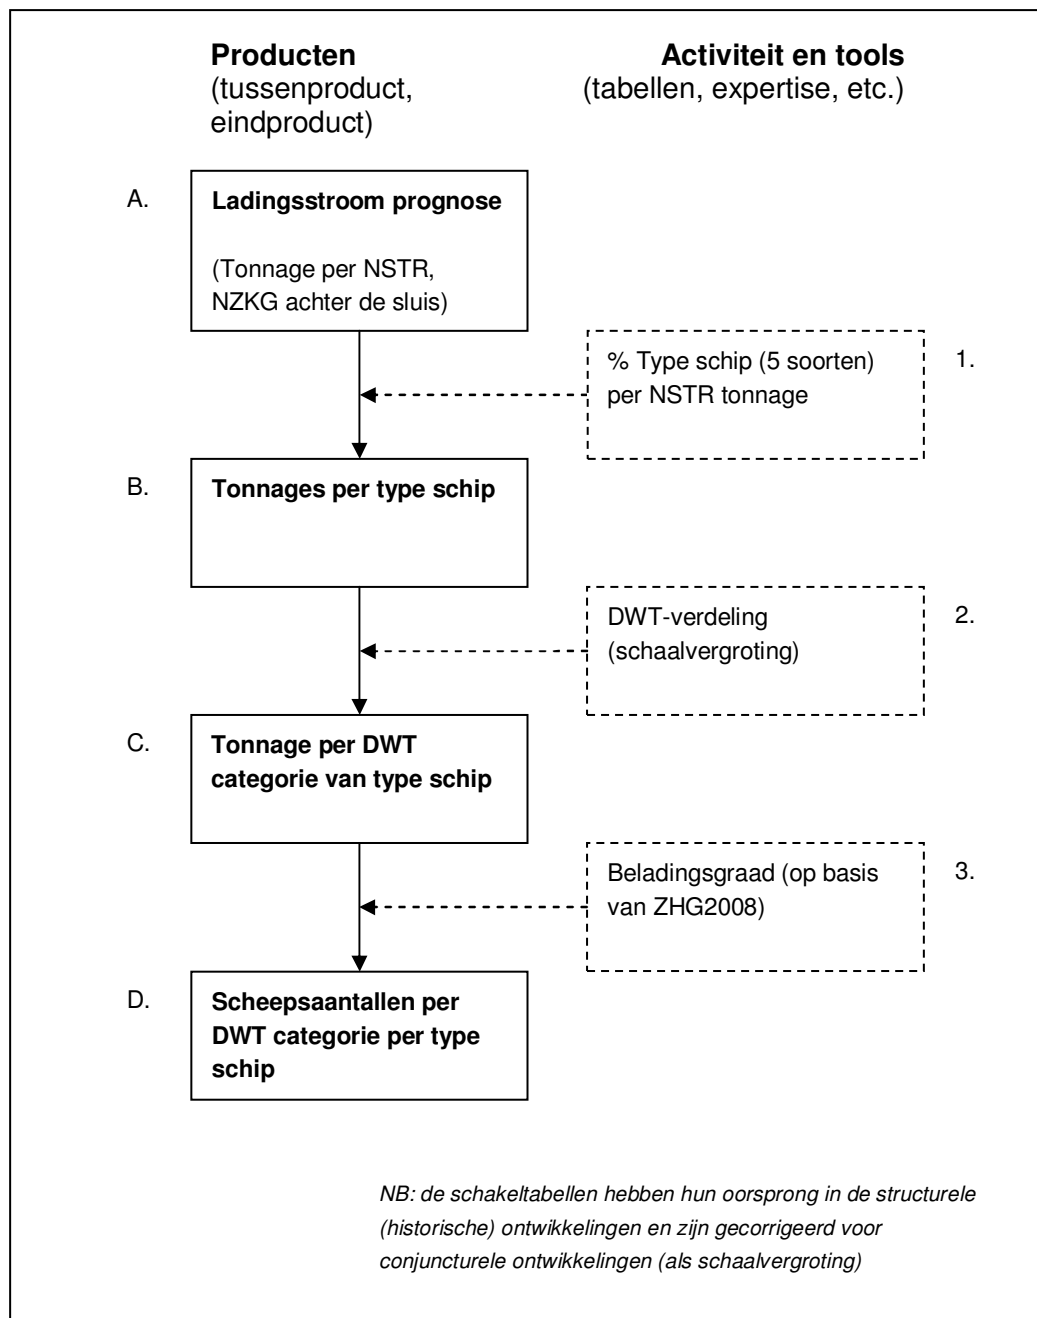 Producten
(tussenproduct,
eindproduct)
Activiteit en tools
(tabellen, expertise, etc.)
A.
Ladingsstroom prognose
(Tonnage per NSTR,
NZKG achter de sluis)
% Type schip (5 soorten)
per NSTR tonnage
1.
B.
Tonnages per type schip
DWT-verdeling
(schaalvergroting)
2.
C.
Tonnage per DWT
categorie van type schip
Beladingsgraad (op basis
van ZHG2008)
3.
D.
Scheepsaantallen per
DWT categorie per type
schip
NB: de schakeltabellen hebben hun oorsprong in de structurele
(historische) ontwikkelingen en zijn gecorrigeerd voor
conjuncturele ontwikkelingen (als schaalvergroting)